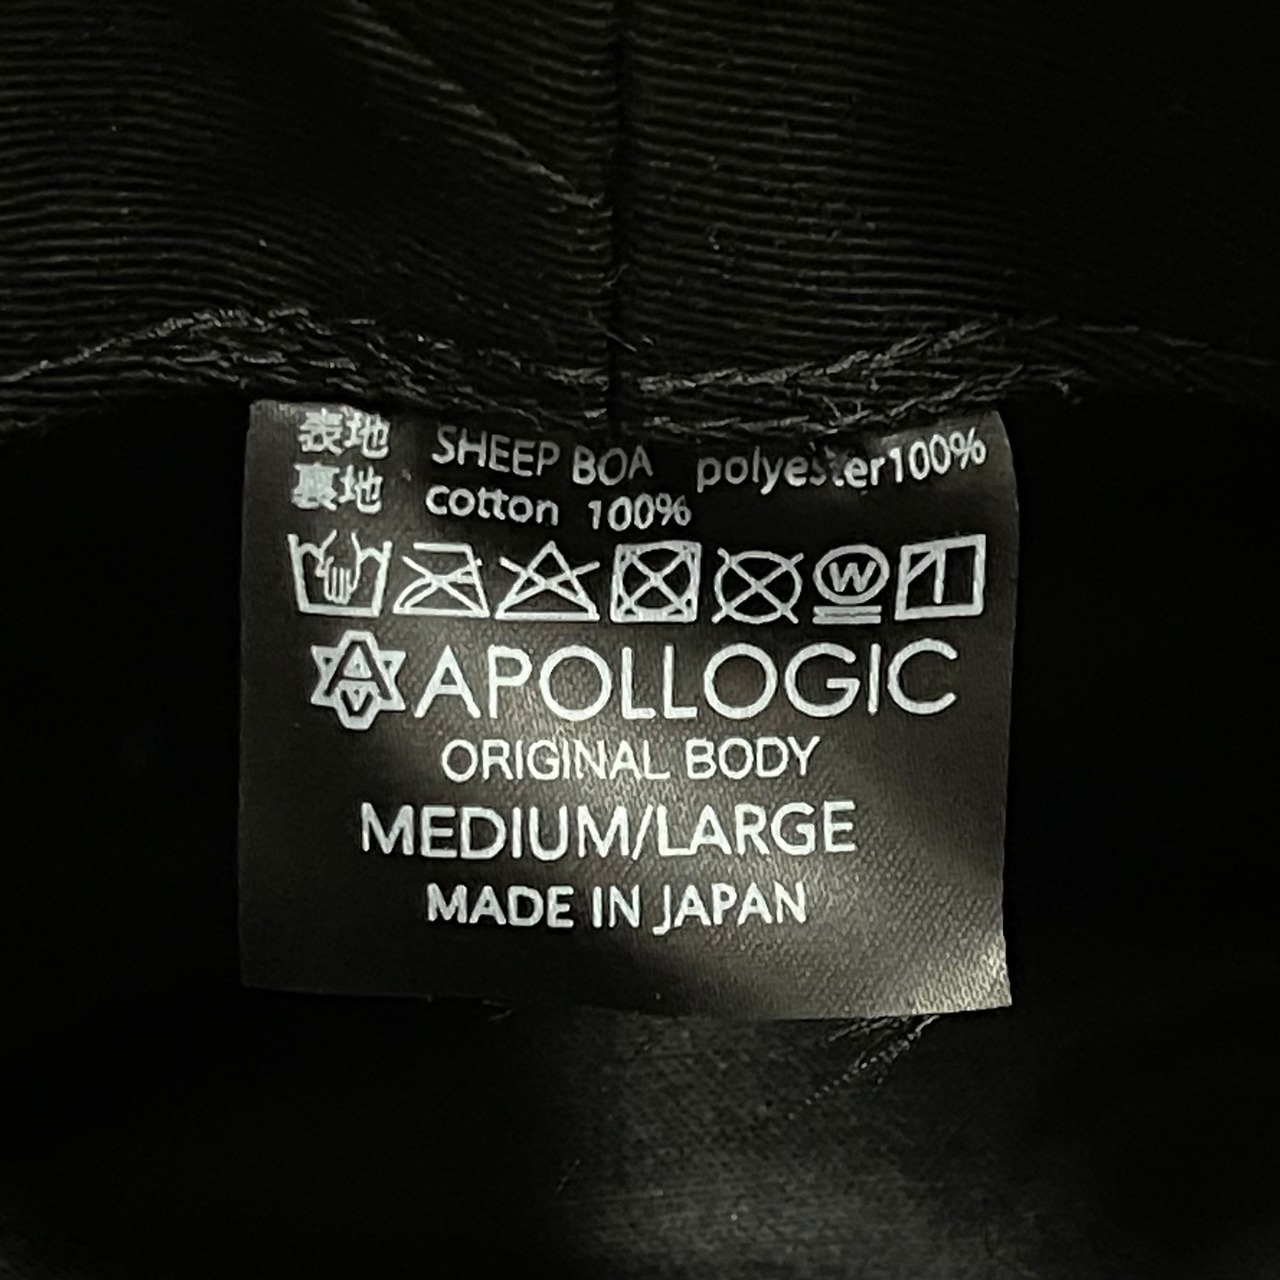 表地 SHEEP BOA polyester100%
裏地 cotton 100%
W
APOLLOGIC
ORIGINAL BODY
MEDIUM/LARGE
MADE IN JAPAN